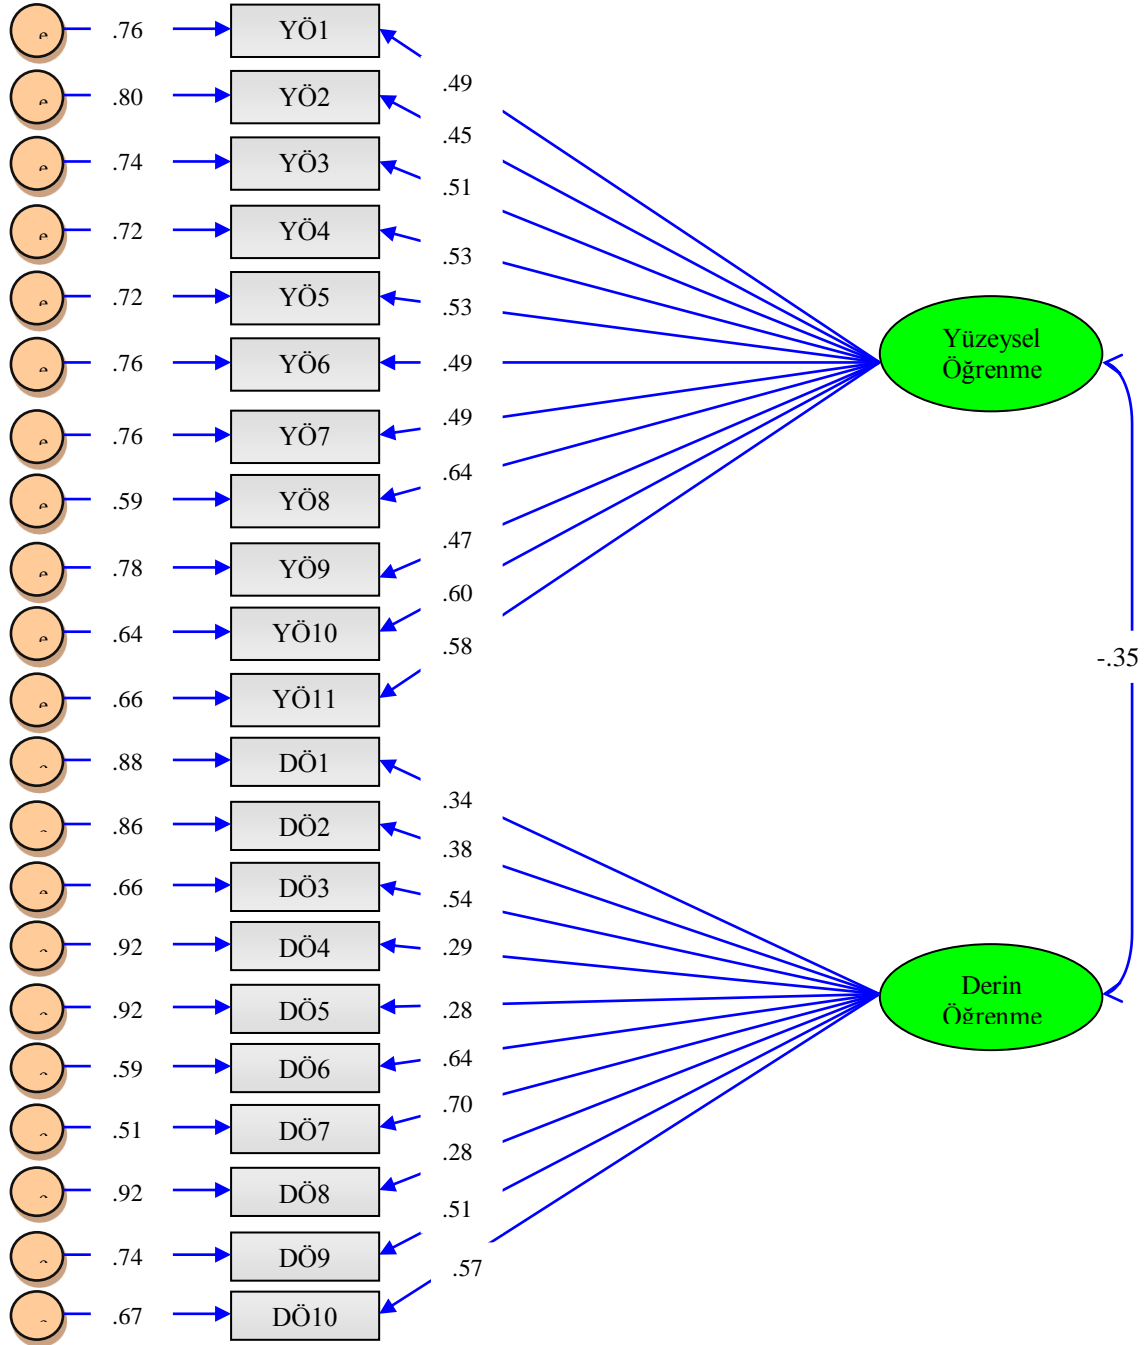 .76 YÖ1 .49
.80 YÖ2 .45
.74 YÖ3 .51
.72 YÖ4 .53
.72 YÖ5 .53
.76 YÖ6 .49
.76 YÖ7 .49
.59 YÖ8 .64
.78 YÖ9 .47
.64 YÖ10 .60
.66 YÖ11 .58
Yüzeysel
Öğrenme
-.35
.88 DÖ1 .34
.86 DÖ2 .38
.66 DÖ3 .54
.92 DÖ4 .29
.92 DÖ5 .28
.59 DÖ6 .64
.51 DÖ7 .70
.92 DÖ8 .28
.74 DÖ9 .51
.67 DÖ10 .57
Derin
Öğrenme